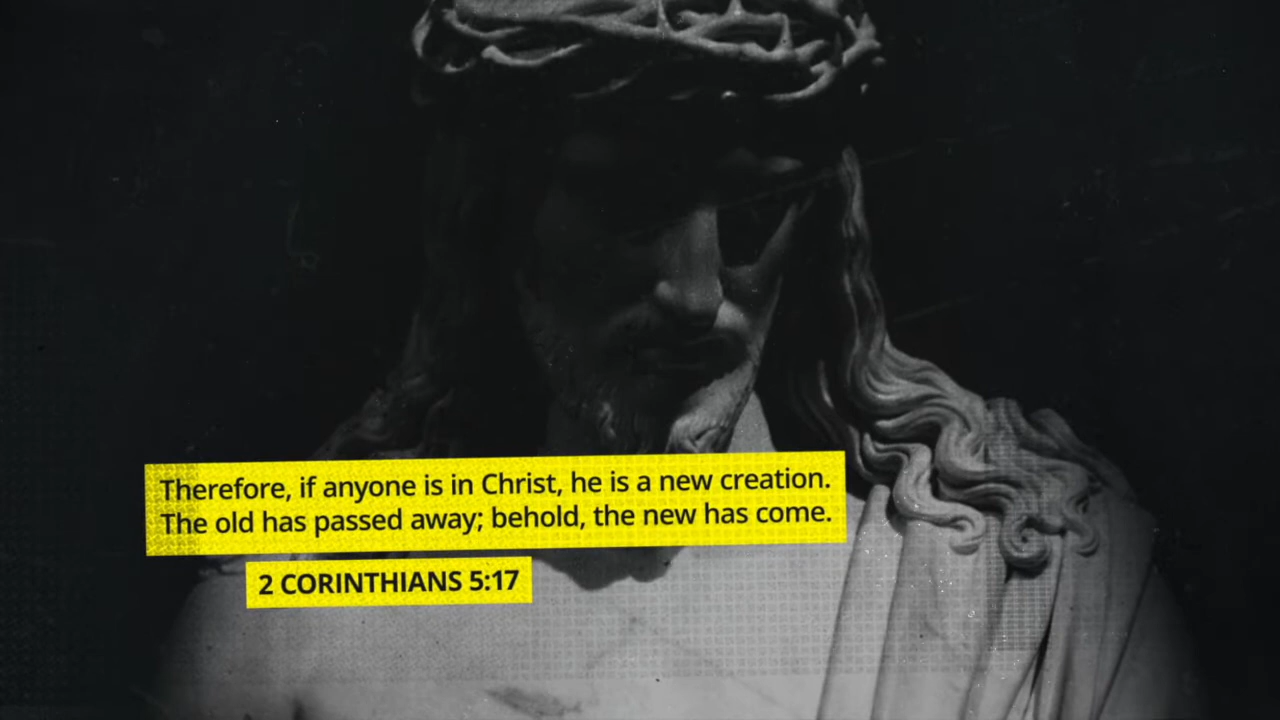 Therefore, if anyone is in Christ, he is a new creation.
The old has passed away; behold, the new has come.
2 CORINTHIANS 5:17